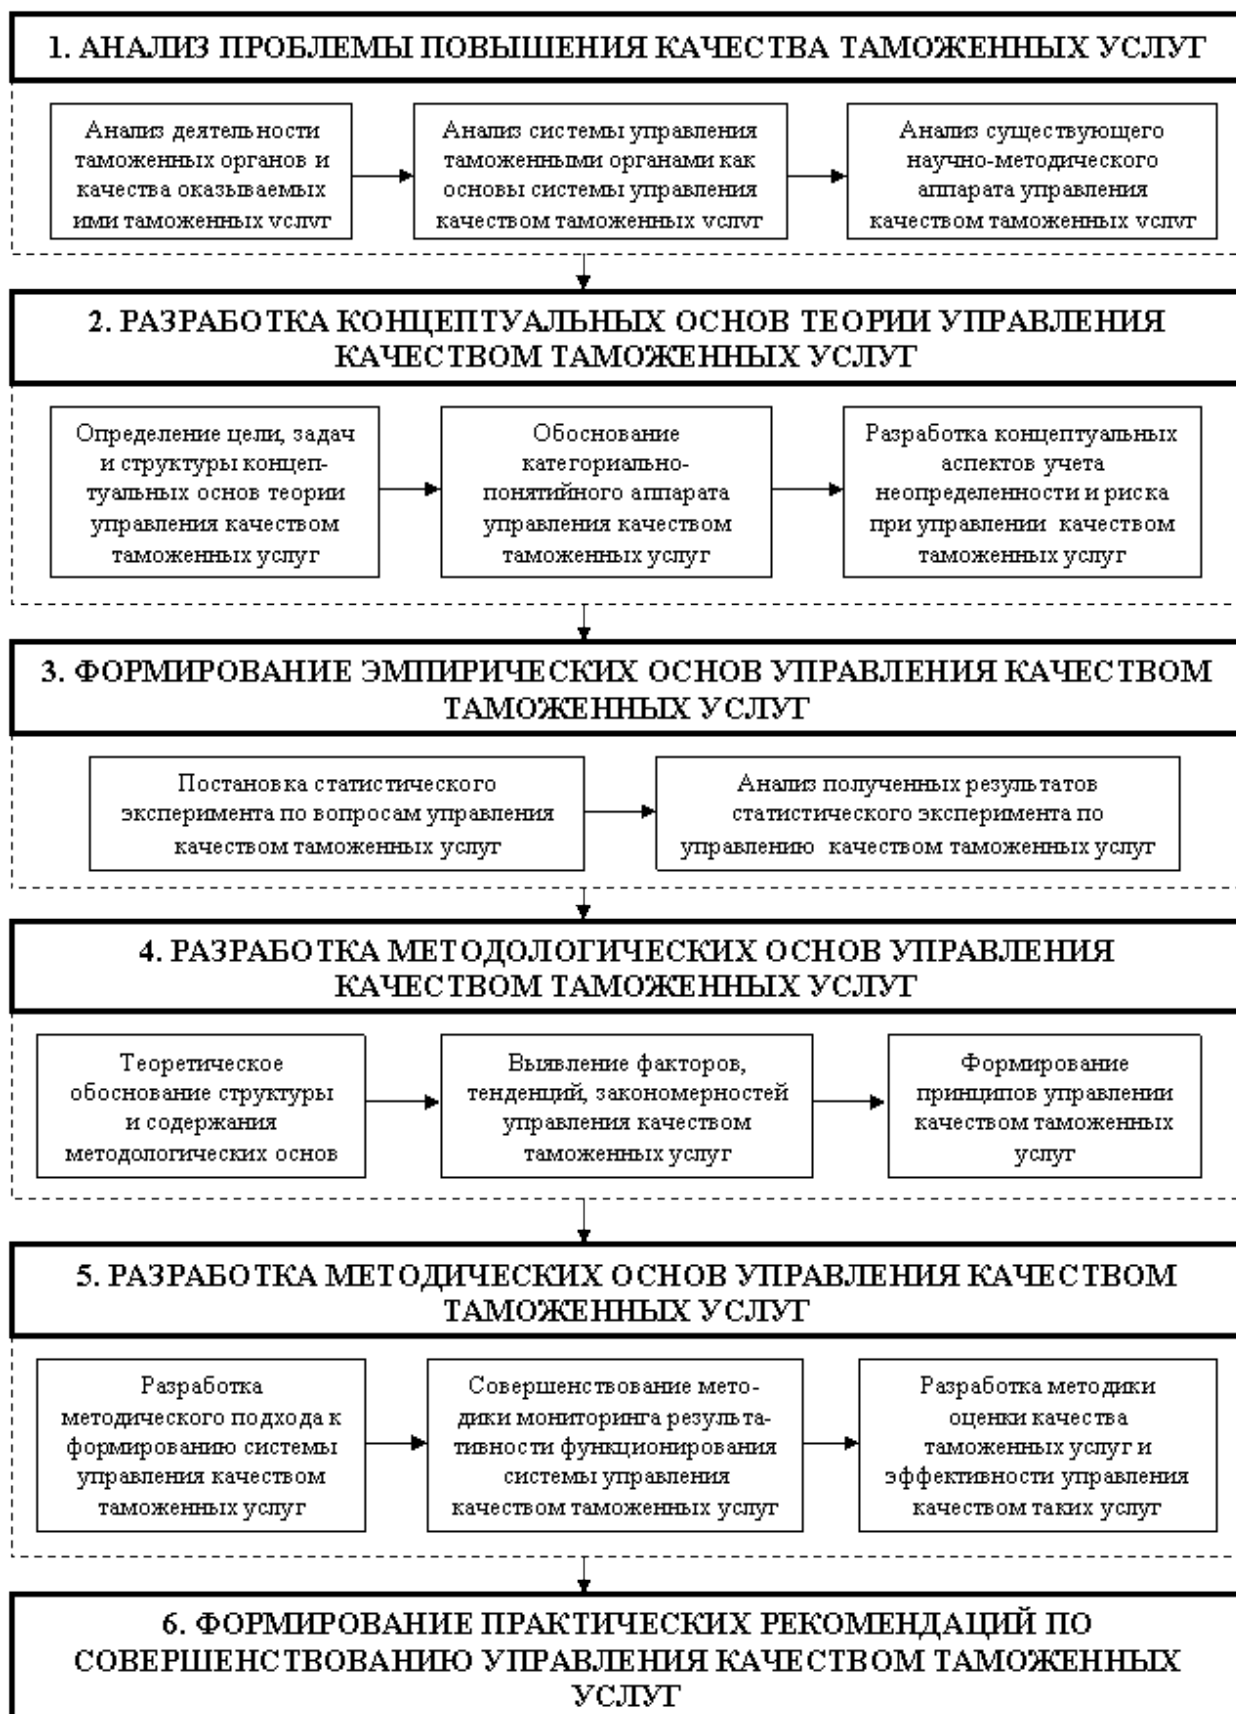 1. АНАЛИЗ ПРОБЛЕМЫ ПОВЫШЕНИЯ КАЧЕСТВА ТАМОЖЕННЫХ УСЛУГ
Анализ деятельности
таможенных органов и
качества оказываемых
ими таможенных услуг
Анализ системы управления
таможенными органами как
основы системы управления
качеством таможенных услуг
Анализ существующего
научно-методического
аппарата управления
качеством таможенных услуг
2. РАЗРАБОТКА КОНЦЕПТУАЛЬНЫХ ОСНОВ ТЕОРИИ УПРАВЛЕНИЯ
КАЧЕСТВОМ ТАМОЖЕННЫХ УСЛУГ
Определение цели, задач
и структуры концеп-
туальных основ теории
управления качеством
таможенных услуг
Обоснование
категориально-
понятийного аппарата
управления качеством
таможенных услуг
Разработка концептуальных
аспектов учета
неопределенности и риска
при управлении качеством
таможенных услуг
3. ФОРМИРОВАНИЕ ЭМПИРИЧЕСКИХ ОСНОВ УПРАВЛЕНИЯ КАЧЕСТВОМ
ТАМОЖЕННЫХ УСЛУГ
Постановка статистического
эксперимента по вопросам управления
качеством таможенных услуг
Анализ полученных результатов
статистического эксперимента по
управлению качеством таможенных услуг
4. РАЗРАБОТКА МЕТОДОЛОГИЧЕСКИХ ОСНОВ УПРАВЛЕНИЯ
КАЧЕСТВОМ ТАМОЖЕННЫХ УСЛУГ
Теоретическое
обоснование структуры
и содержания
методологических основ
Выявление факторов,
тенденций, закономерностей
управления качеством
таможенных услуг
Формирование
принципов управлении
качеством таможенных
услуг
5. РАЗРАБОТКА МЕТОДИЧЕСКИХ ОСНОВ УПРАВЛЕНИЯ КАЧЕСТВОМ
ТАМОЖЕННЫХ УСЛУГ
Разработка
методического подхода к
формированию системы
управления качеством
таможенных услуг
Совершенствование мето-
дики мониторинга результа-
тивности функционирования
системы управления
качеством таможенных услуг
Разработка методики
оценки качества
таможенных услуг и
эффективности управления
качеством таких услуг
6. ФОРМИРОВАНИЕ ПРАКТИЧЕСКИХ РЕКОМЕНДАЦИЙ ПО
СОВЕРШЕНСТВОВАНИЮ УПРАВЛЕНИЯ КАЧЕСТВОМ ТАМОЖЕННЫХ
УСЛУГ